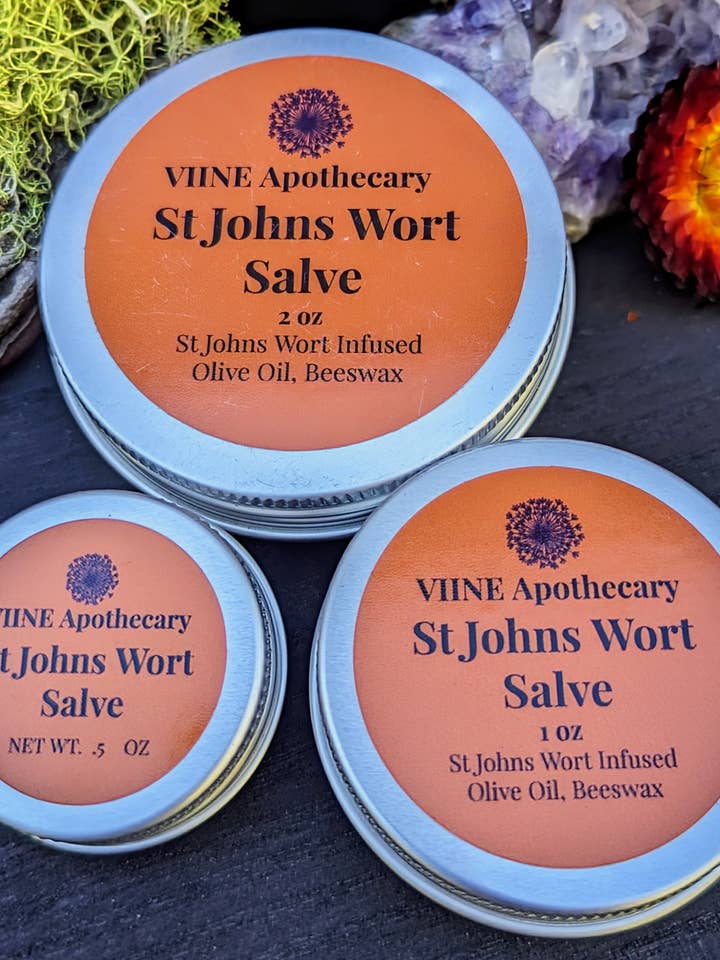 VIINE Apothecary
St Johns Wort
Salve
2 oz
St Johns Wort Infused
Olive Oil, Beeswax
VIINE Apothecary
St Johns Wort
Salve
NET WT. .5 OZ
VIINE Apothecary
St Johns Wort
Salve
1 oz
St Johns Wort Infused
Olive Oil, Beeswax